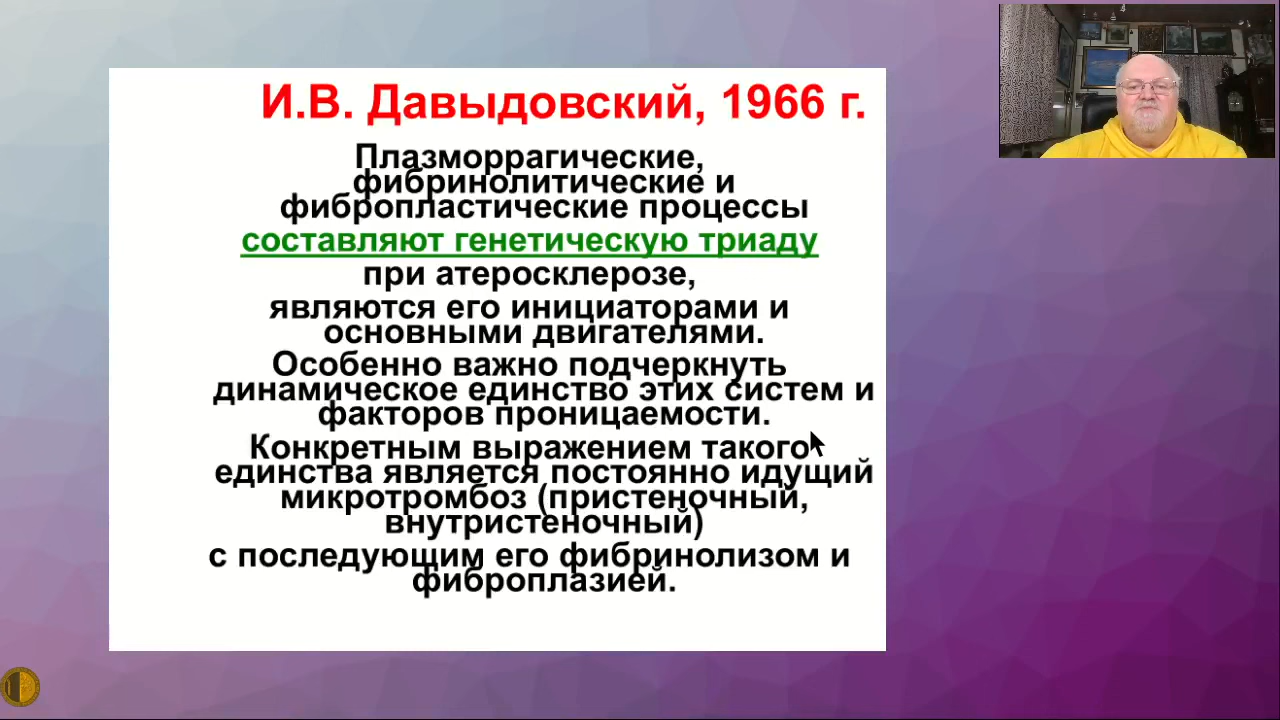 И.В. Давыдовский, 1966 г.
Плазморрагические,
фибринолитические и
фибропластические процессы
составляют генетическую триаду
при атеросклерозе,
являются его инициаторами и
основными двигателями.
Особенно важно подчеркнуть
динамическое единство этих систем и
факторов проницаемости.
Конкретным выражением такого
единства является постоянно идущий
микротромбоз (пристеночный,
внутристеночный)
с последующим его фибринолизом и
фиброплазией.